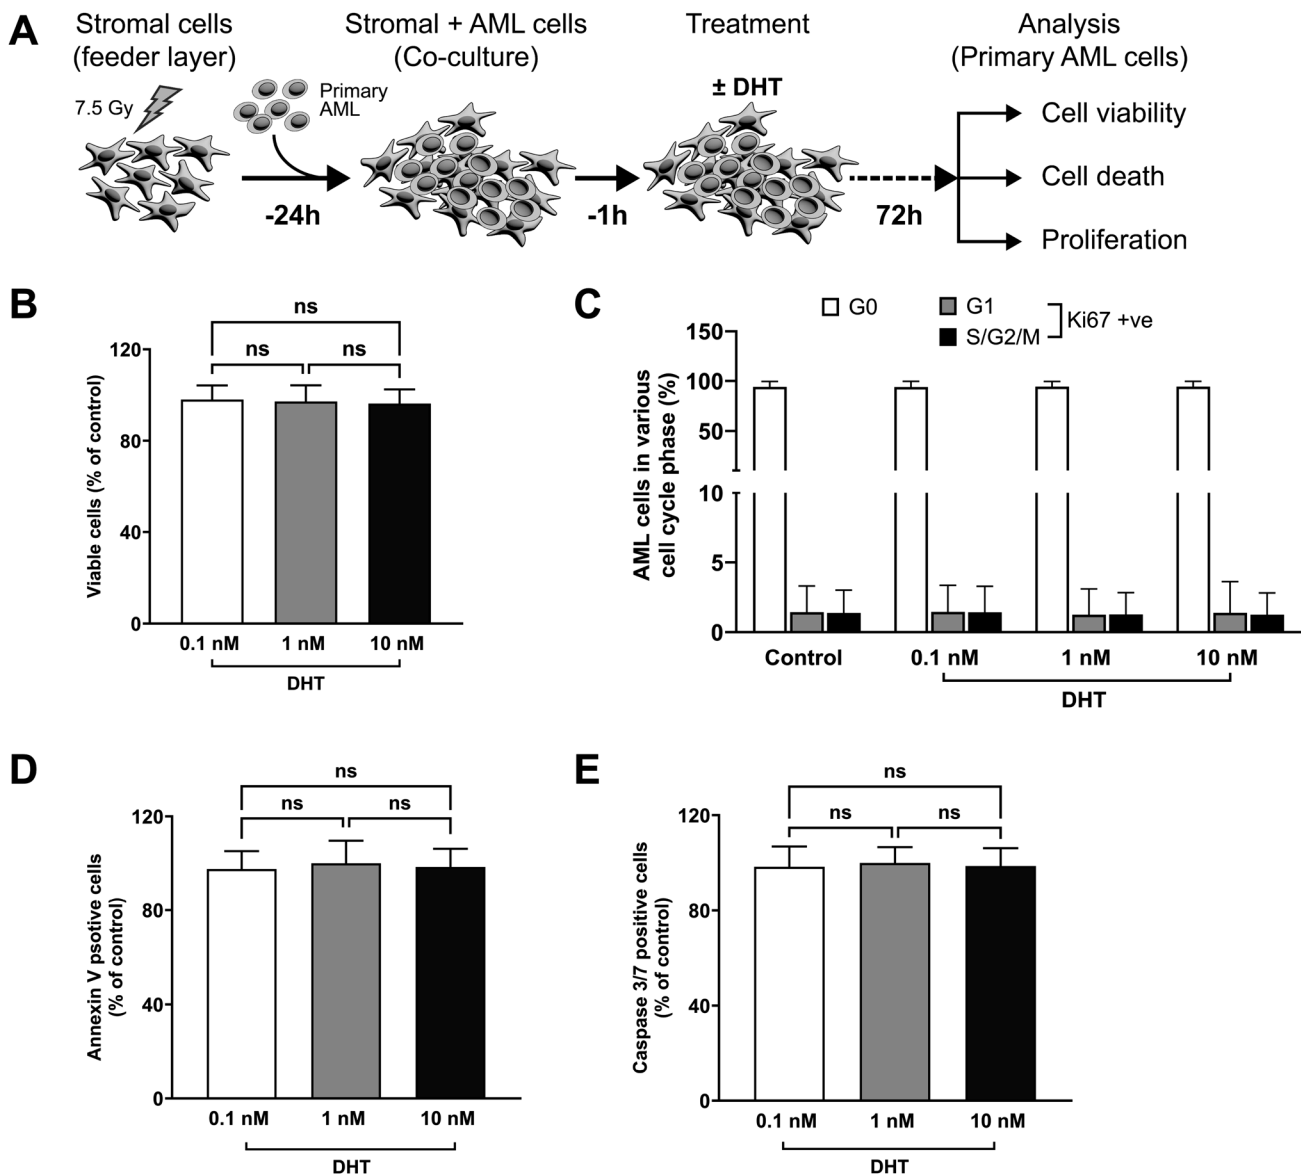 A
Stromal cells
(feeder layer)
Stromal + AML cells
(Co-culture)
Treatment
Analysis
(Primary AML cells)
7.5 Gy
Primary
AML
± DHT
-24h
-1h
72h
Cell viability
Cell death
Proliferation
B
ns
ns
ns
Viable cells (% of control)
120
80
40
0
0.1 nM
1 nM
10 nM
DHT
C
G0
G1
S/G2/M
Ki67 +ve
AML cells in various
cell cycle phase (%)
150
100
50
10
5
0
Control
0.1 nM
1 nM
10 nM
DHT
D
ns
ns
ns
Annexin V psotive cells
(% of control)
120
80
40
0
0.1 nM
1 nM
10 nM
DHT
E
ns
ns
ns
Caspase 3/7 positive cells
(% of control)
120
80
40
0
0.1 nM
1 nM
10 nM
DHT